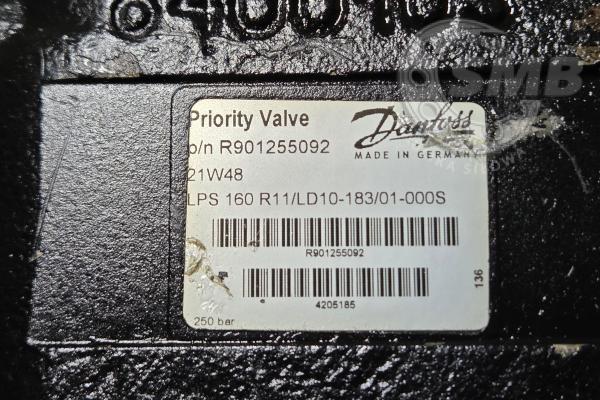 SMB
Priority Valve
Danfoss
p/n R901255092
MADE IN GERMANY
21W48
LPS 160 R11/LD10-183/01-000S
R901255092
4205185
136
250 bar